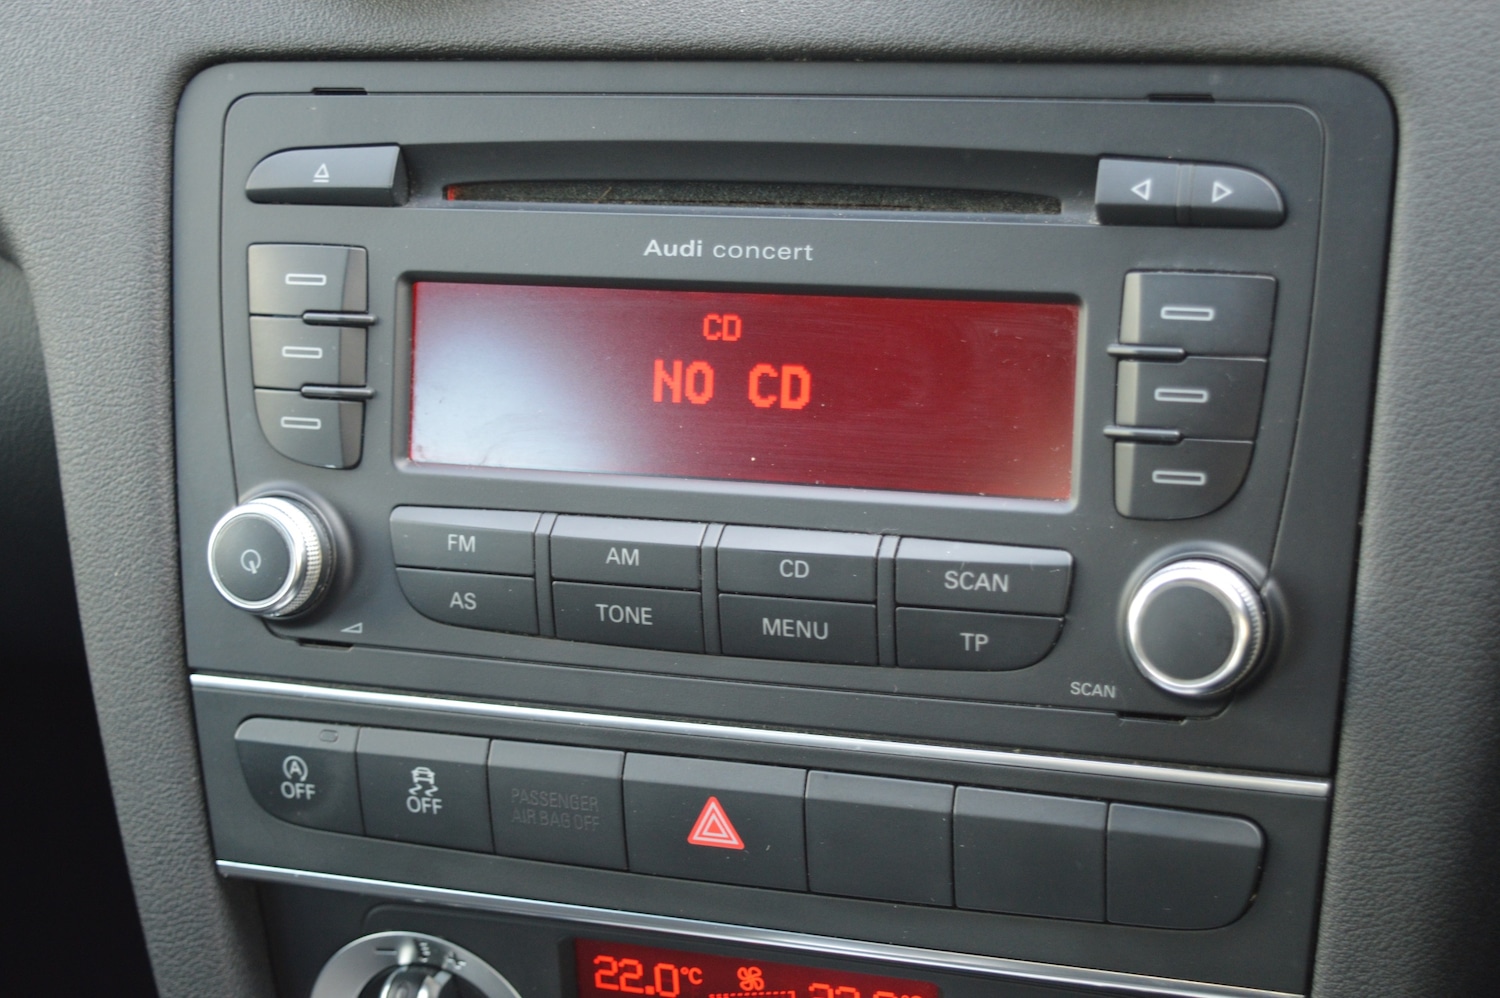 Audi concert
CD
NO CD
FM AM CD SCAN
AS TONE MENU TP
SCAN
A
OFF OFF
PASSENGER
AIR BAG OFF
22.0°C